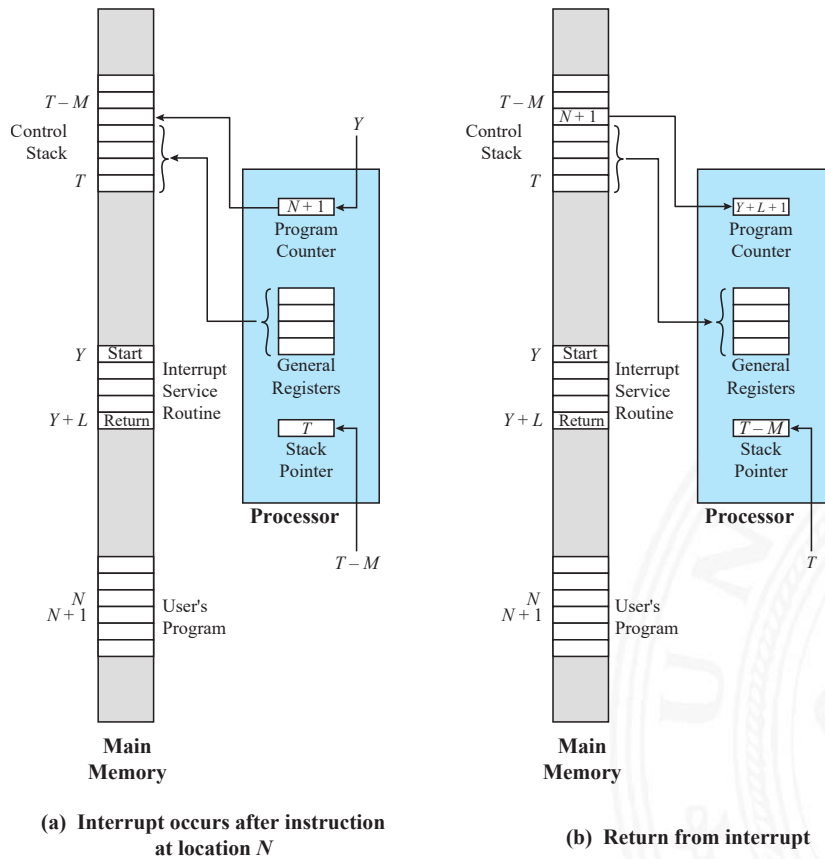 T – M
Control
Stack
T
Y
N + 1
Program
Counter
General
Registers
Y
Start
Interrupt
Service
Routine
Y + L
Return
T
Stack
Pointer
Processor
T – M
N
N + 1
User's
Program
Main
Memory
(a) Interrupt occurs after instruction
at location N
T – M
N + 1
Control
Stack
T
Y + L + 1
Program
Counter
General
Registers
Y
Start
Interrupt
Service
Routine
Y + L
Return
T – M
Stack
Pointer
Processor
T
N
N + 1
User's
Program
Main
Memory
(b) Return from interrupt
U N
&